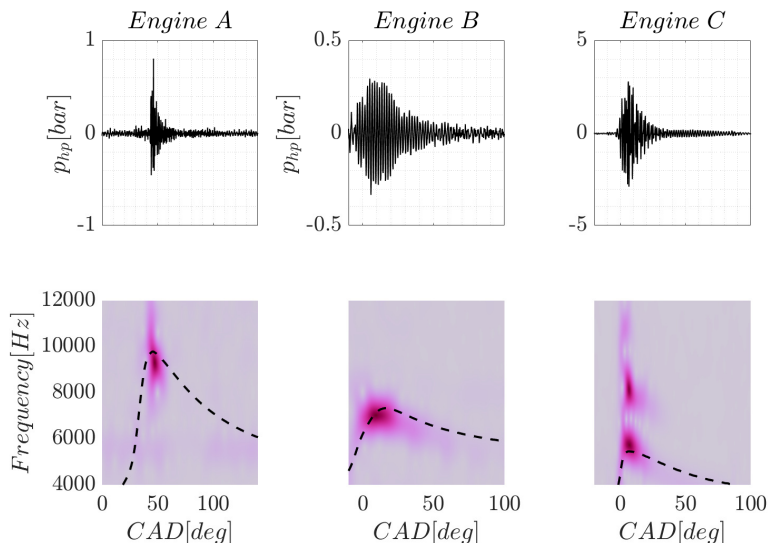 Engine A Engine B Engine C
1 0.5 5
p_hp[bar] 0 p_hp[bar] 0 0
-1 -0.5 -5
12000
10000
8000
6000
4000
Frequency[Hz]
0 50 100 0 50 100 0 50 100
CAD[deg] CAD[deg] CAD[deg]